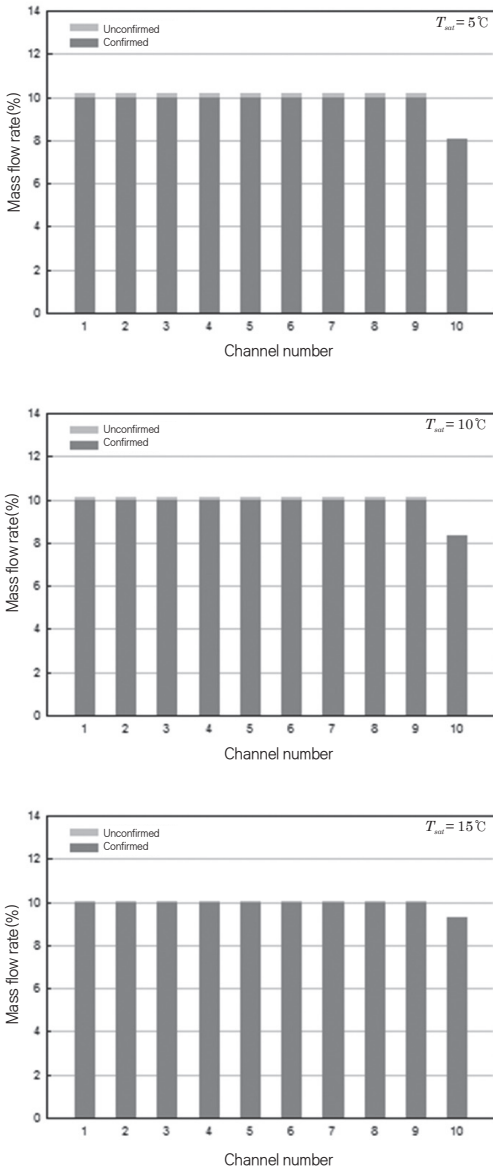 14
12
10
8
6
4
2
0
Mass flow rate(%)
Unconfirmed
Confirmed
T_sat = 5℃
1 2 3 4 5 6 7 8 9 10
Channel number
14
12
10
8
6
4
2
0
Mass flow rate(%)
Unconfirmed
Confirmed
T_sat = 10℃
1 2 3 4 5 6 7 8 9 10
Channel number
14
12
10
8
6
4
2
0
Mass flow rate(%)
Unconfirmed
Confirmed
T_sat = 15℃
1 2 3 4 5 6 7 8 9 10
Channel number